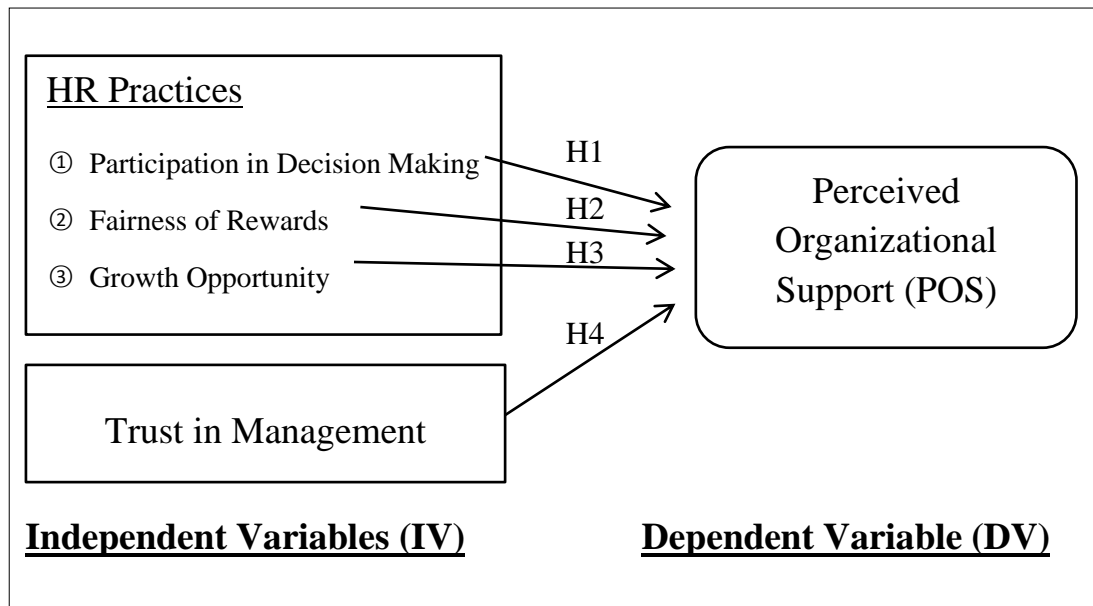 HR Practices
① Participation in Decision Making
② Fairness of Rewards
③ Growth Opportunity
H1
H2
H3
H4
Perceived
Organizational
Support (POS)
Trust in Management
Independent Variables (IV)
Dependent Variable (DV)